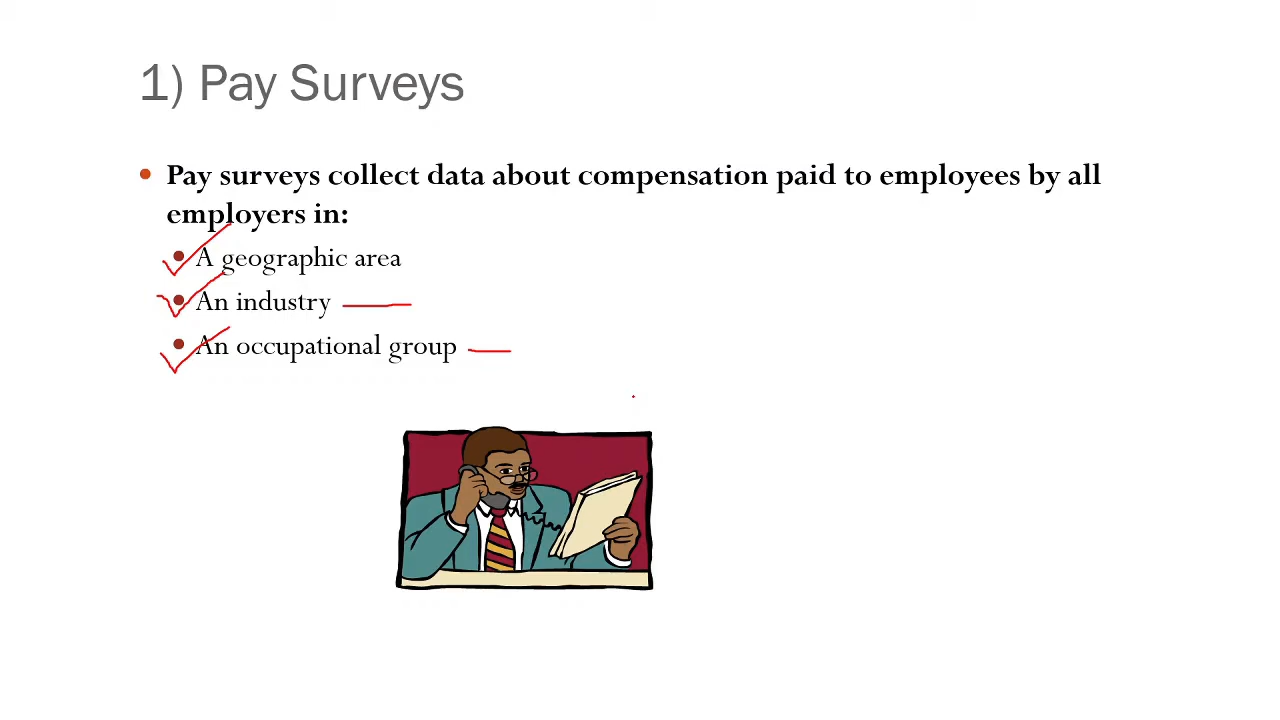 1) Pay Surveys
• Pay surveys collect data about compensation paid to employees by all
employers in:
• A geographic area
• An industry
• An occupational group